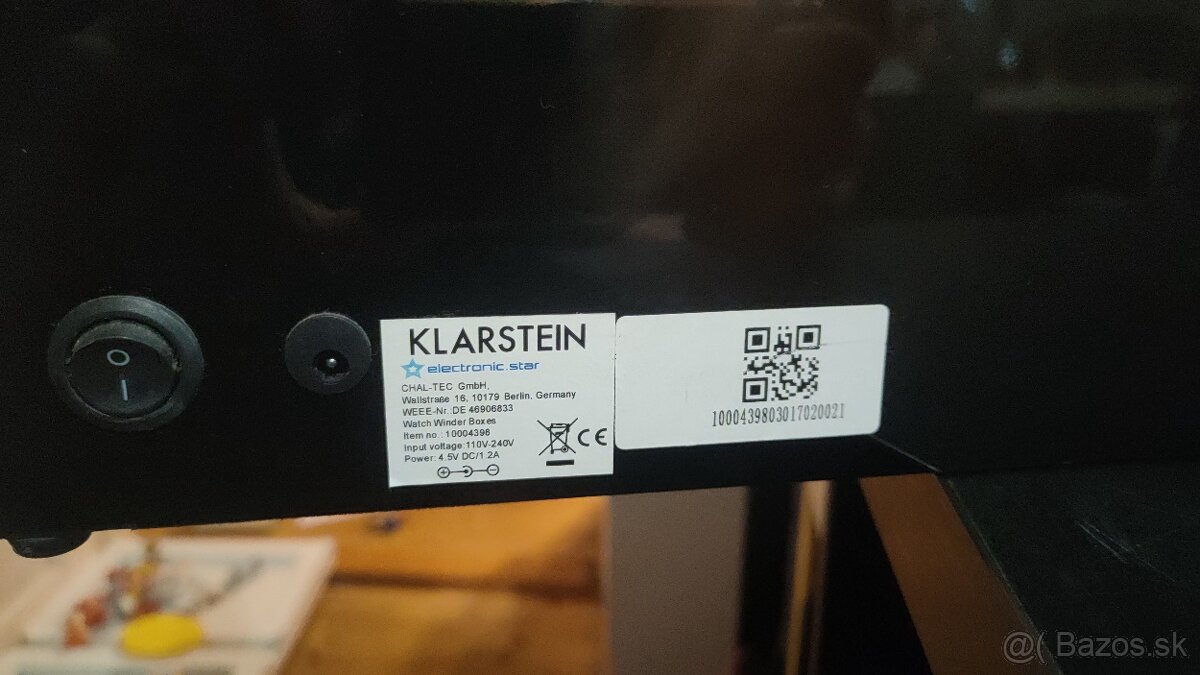 KLARSTEIN
electronic.star
CHAL-TEC GmbH,
Wallstraße 16, 10179 Berlin, Germany
WEEE-Nr.:DE 46906833
Watch Winder Boxes
Item no.: 10004398
Input voltage:110V-240V
Power: 4.5V DC/1.2A
CE
1000439803017020021
@( Bazos.sk